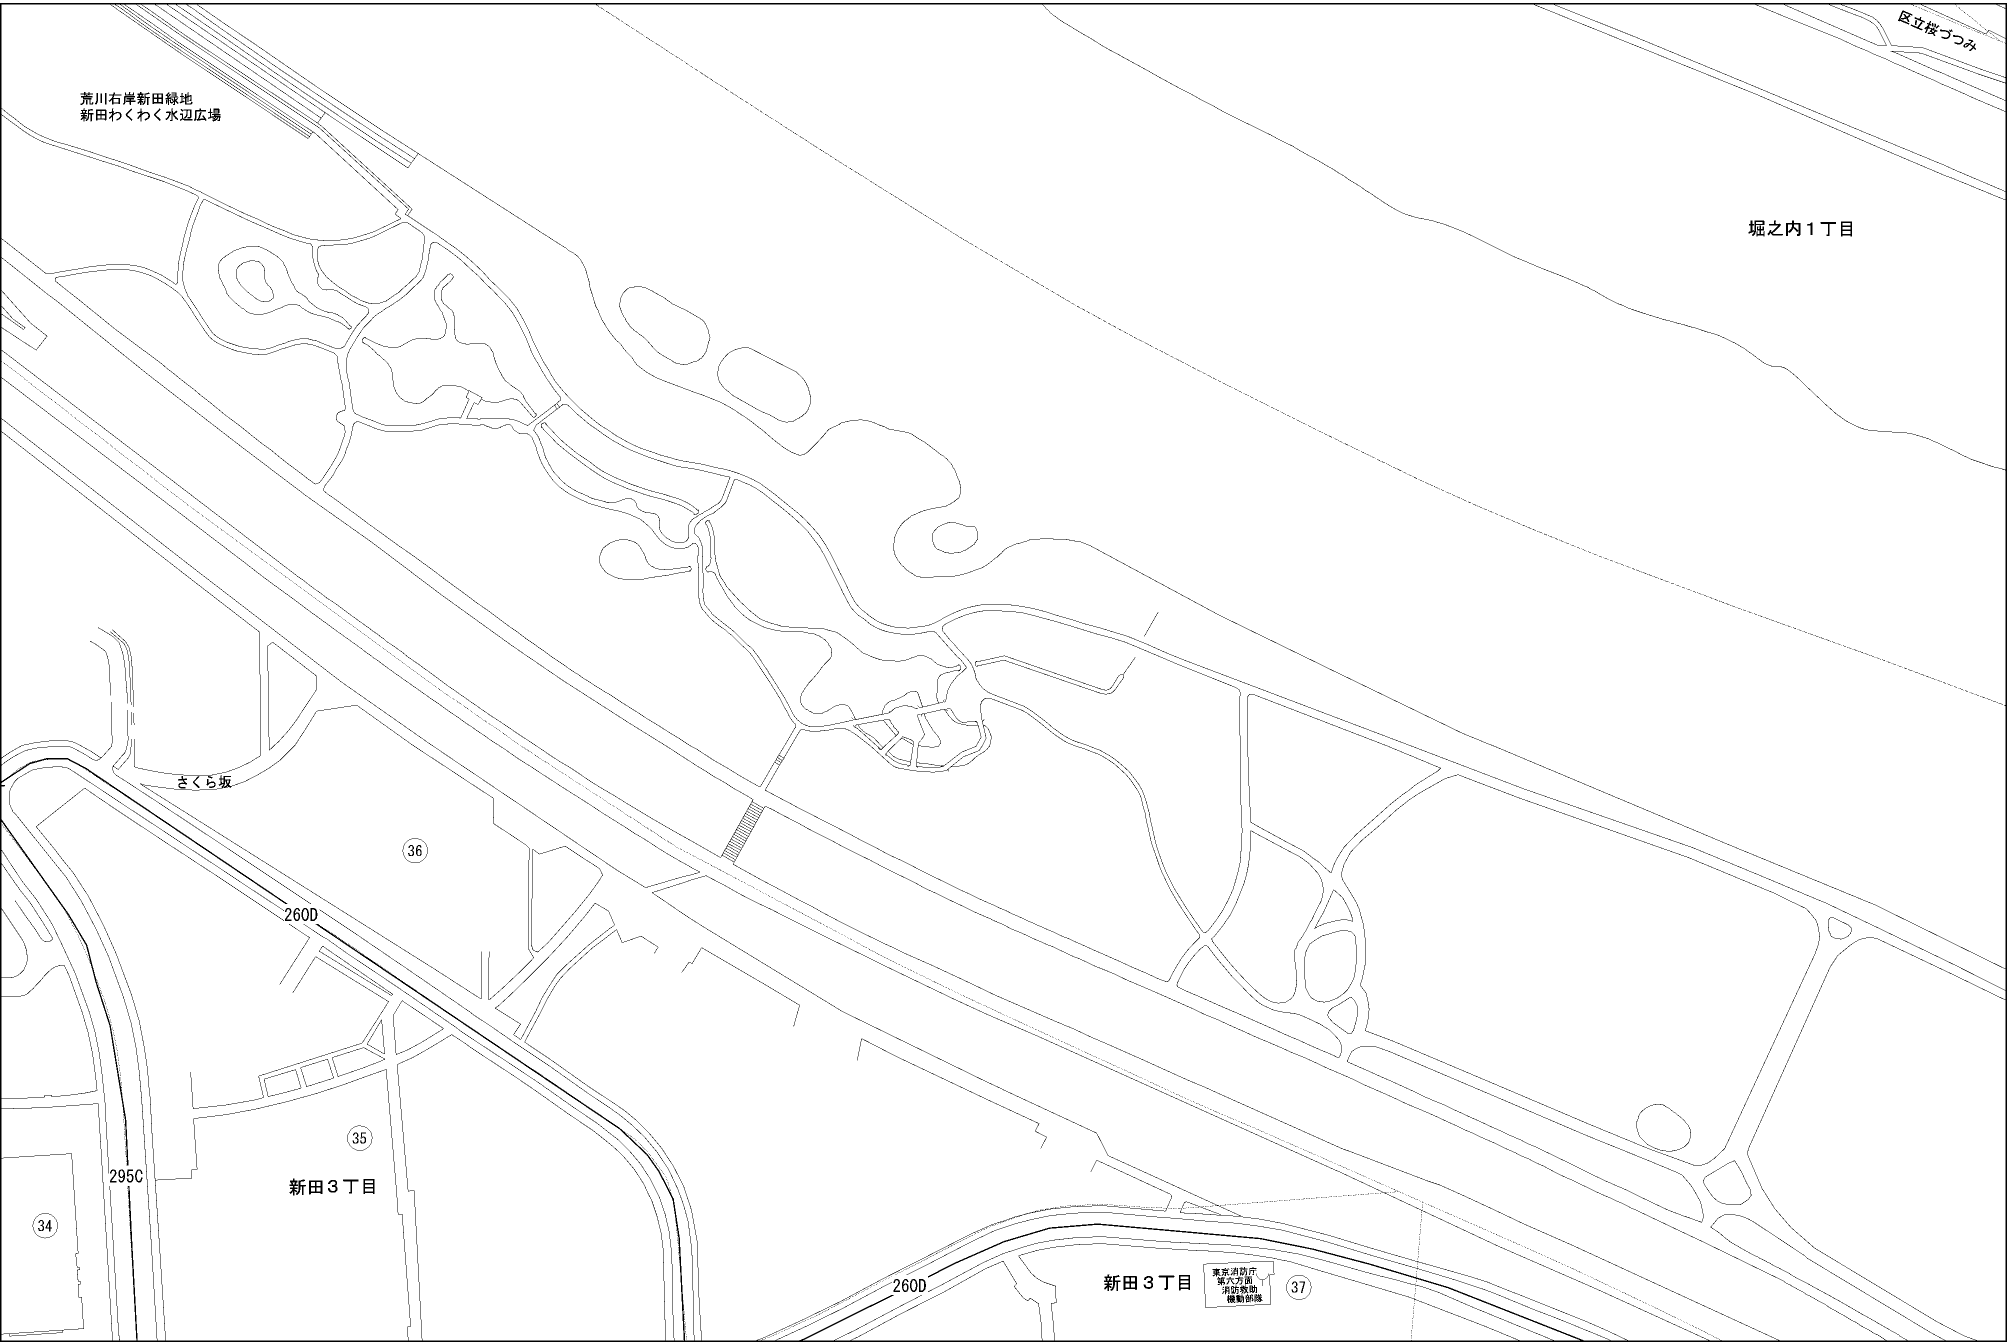 区立桜づつみ
荒川右岸新田緑地
新田わくわく水辺広場
堀之内1丁目
さくら坂
36
260D
35
295C
新田3丁目
34
260D
新田3丁目
東京消防庁
第六方面
消防救助
機動部隊
37